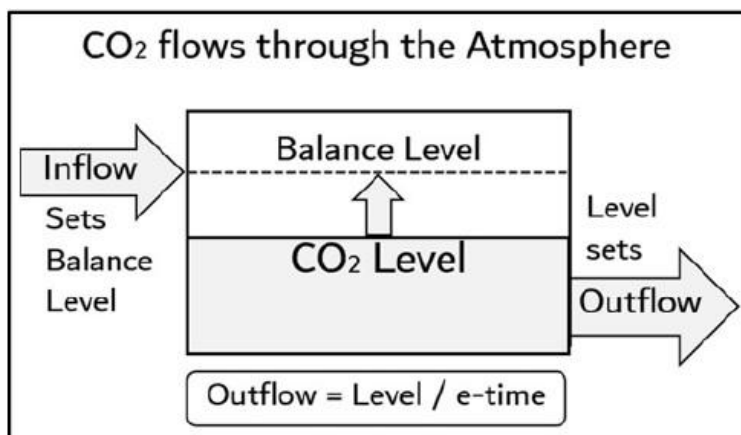 CO2 flows through the Atmosphere
Inflow
Sets
Balance
Level
Balance Level
CO2 Level
Level
sets
Outflow
Outflow = Level / e-time